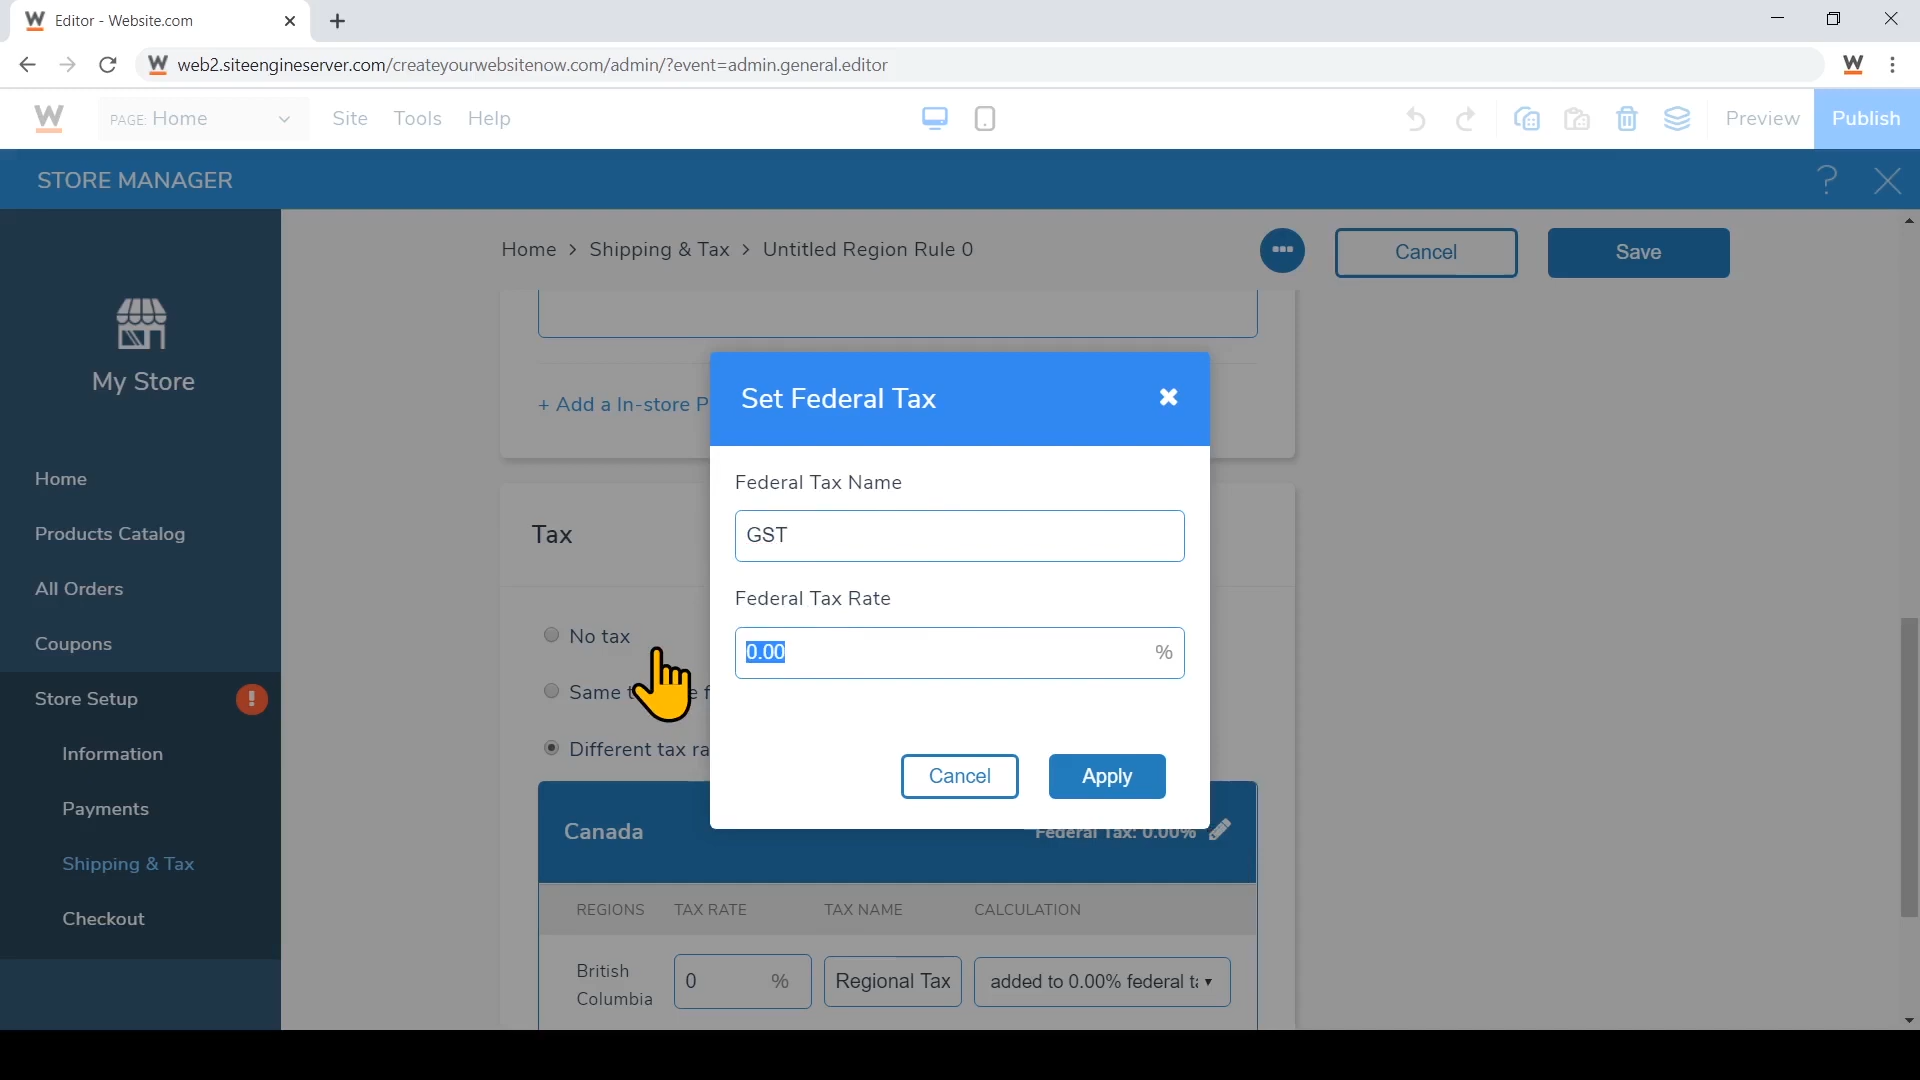 Editor - Website.com
web2.siteengineserver.com/createyourwebsitenow.com/admin/?event=admin.general.editor
PAGE: Home
Site
Tools
Help
Preview
Publish
STORE MANAGER
?
Home > Shipping & Tax > Untitled Region Rule 0
Cancel
Save
My Store
Home
Products Catalog
All Orders
Coupons
Store Setup
Information
Payments
Shipping & Tax
Checkout
+ Add a In-store P
Tax
No tax
Same
Different tax ra
Set Federal Tax
Federal Tax Name
GST
Federal Tax Rate
0.00 %
Cancel
Apply
Canada
Federal Tax: 0.00%
REGIONS TAX RATE TAX NAME CALCULATION
British
Columbia
0 %
Regional Tax
added to 0.00% federal